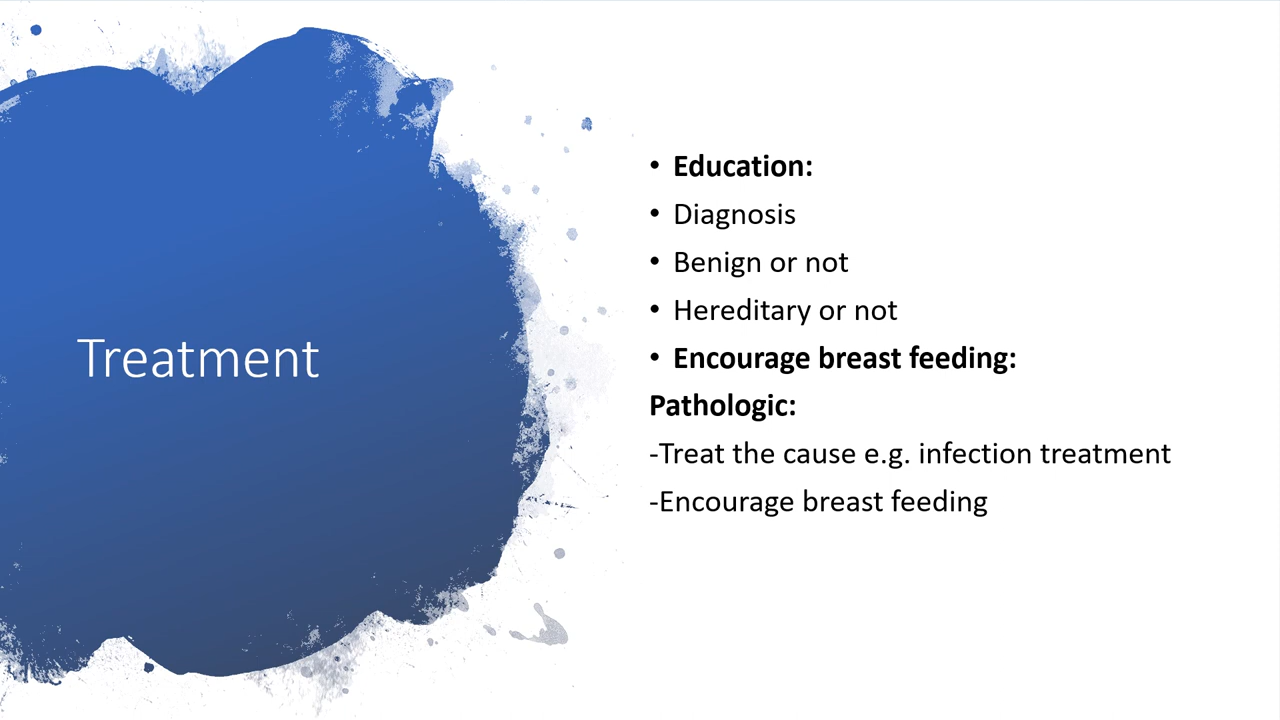 Treatment
• Education:
• Diagnosis
• Benign or not
• Hereditary or not
• Encourage breast feeding:
Pathologic:
-Treat the cause e.g. infection treatment
-Encourage breast feeding